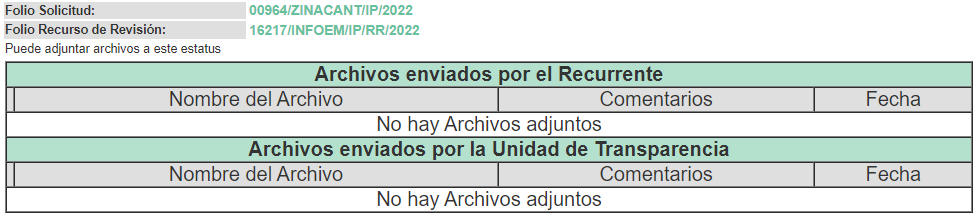 Folio Solicitud: 00964/ZINACANT/IP/2022
Folio Recurso de Revisión: 16217/INFOEM/IP/RR/2022
Puede adjuntar archivos a este estatus
Archivos enviados por el Recurrente
Nombre del Archivo Comentarios Fecha
No hay Archivos adjuntos
Archivos enviados por la Unidad de Transparencia
Nombre del Archivo Comentarios Fecha
No hay Archivos adjuntos